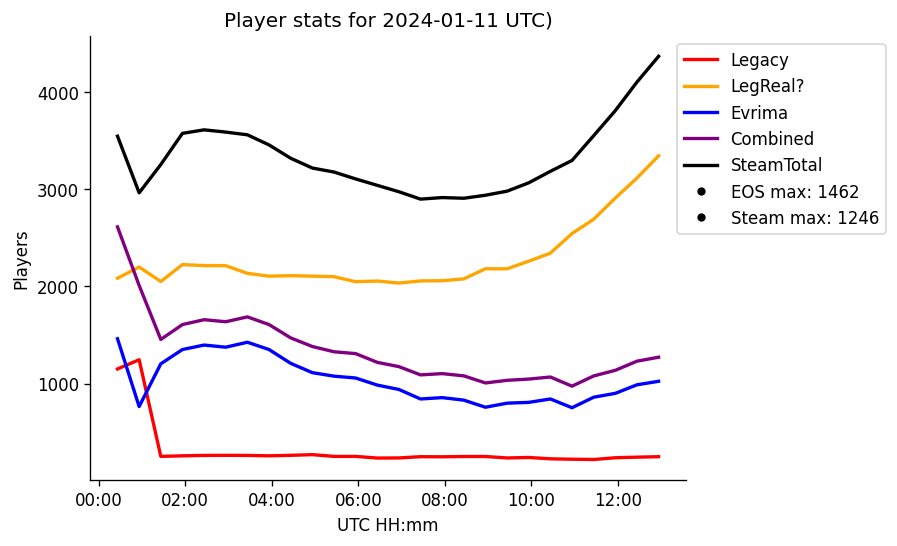 Player stats for 2024-01-11 UTC)
Legacy
LegReal?
Evrima
Combined
SteamTotal
EOS max: 1462
Steam max: 1246
Players
4000
3000
2000
1000
00:00 02:00 04:00 06:00 08:00 10:00 12:00
UTC HH:mm